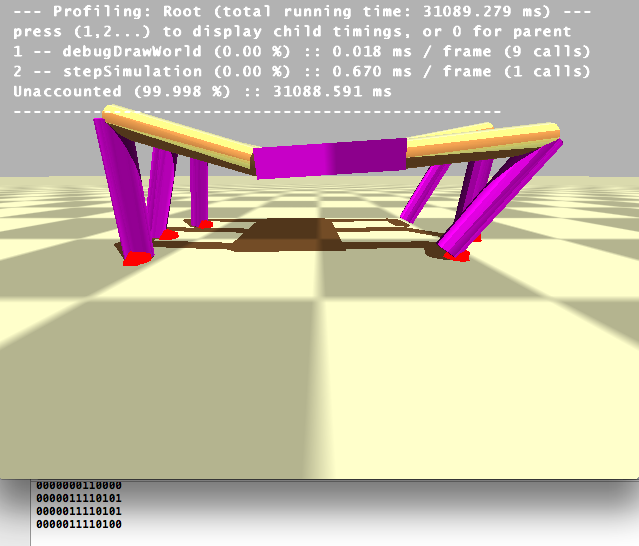 --- Profiling: Root (total running time: 31089.279 ms) ---
press (1,2...) to display child timings, or 0 for parent
1 -- debugDrawWorld (0.00 %) :: 0.018 ms / frame (9 calls)
2 -- stepSimulation (0.00 %) :: 0.670 ms / frame (1 calls)
Unaccounted (99.998 %) :: 31088.591 ms
-------------------------------------------------
0000000110000
0000011110101
0000011110101
0000011110100